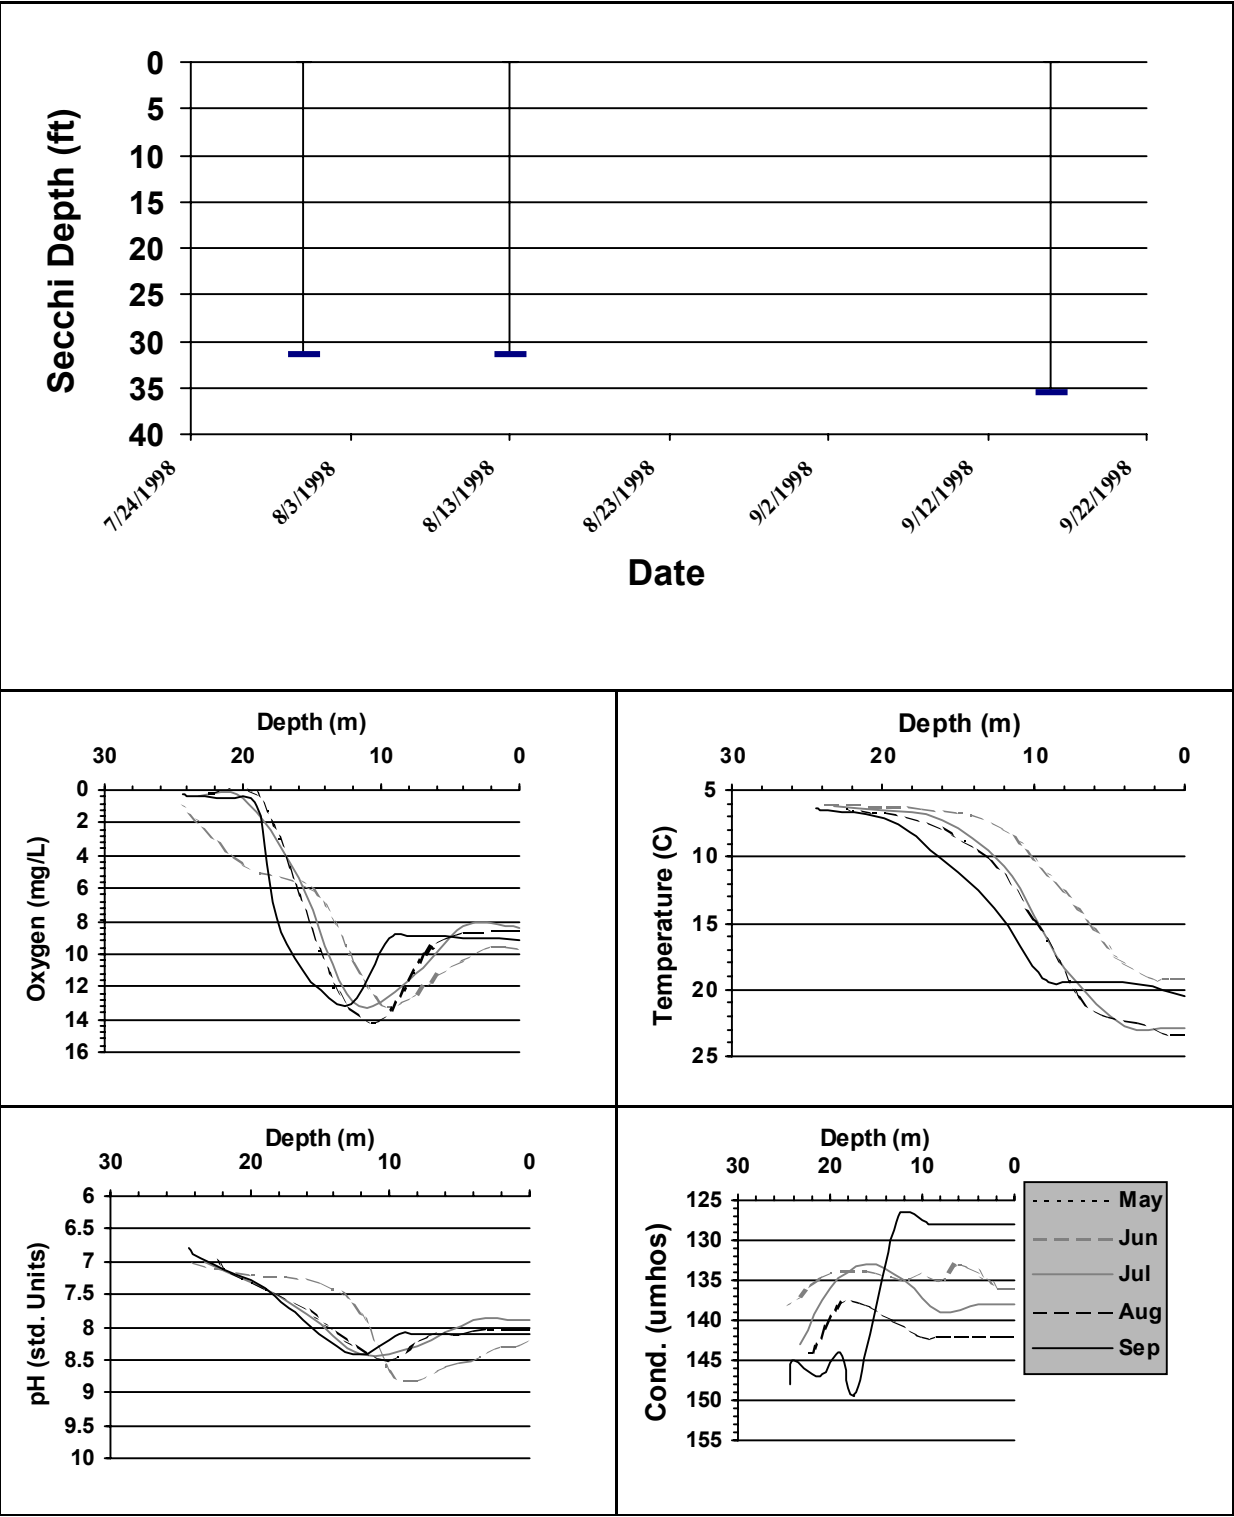 0
5
10
15
20
25
30
35
40
Secchi Depth (ft)
7/24/1998 8/3/1998 8/13/1998 8/23/1998 9/2/1998 9/12/1998 9/22/1998
Date
Depth (m)
30 20 10 0
0
2
4
6
8
10
12
14
16
Oxygen (mg/L)
Depth (m)
30 20 10 0
5
10
15
20
25
Temperature (C)
Depth (m)
30 20 10 0
6
6.5
7
7.5
8
8.5
9
9.5
10
pH (std. Units)
Depth (m)
30 20 10 0
125
130
135
140
145
150
155
Cond. (umhos)
May
Jun
Jul
Aug
Sep